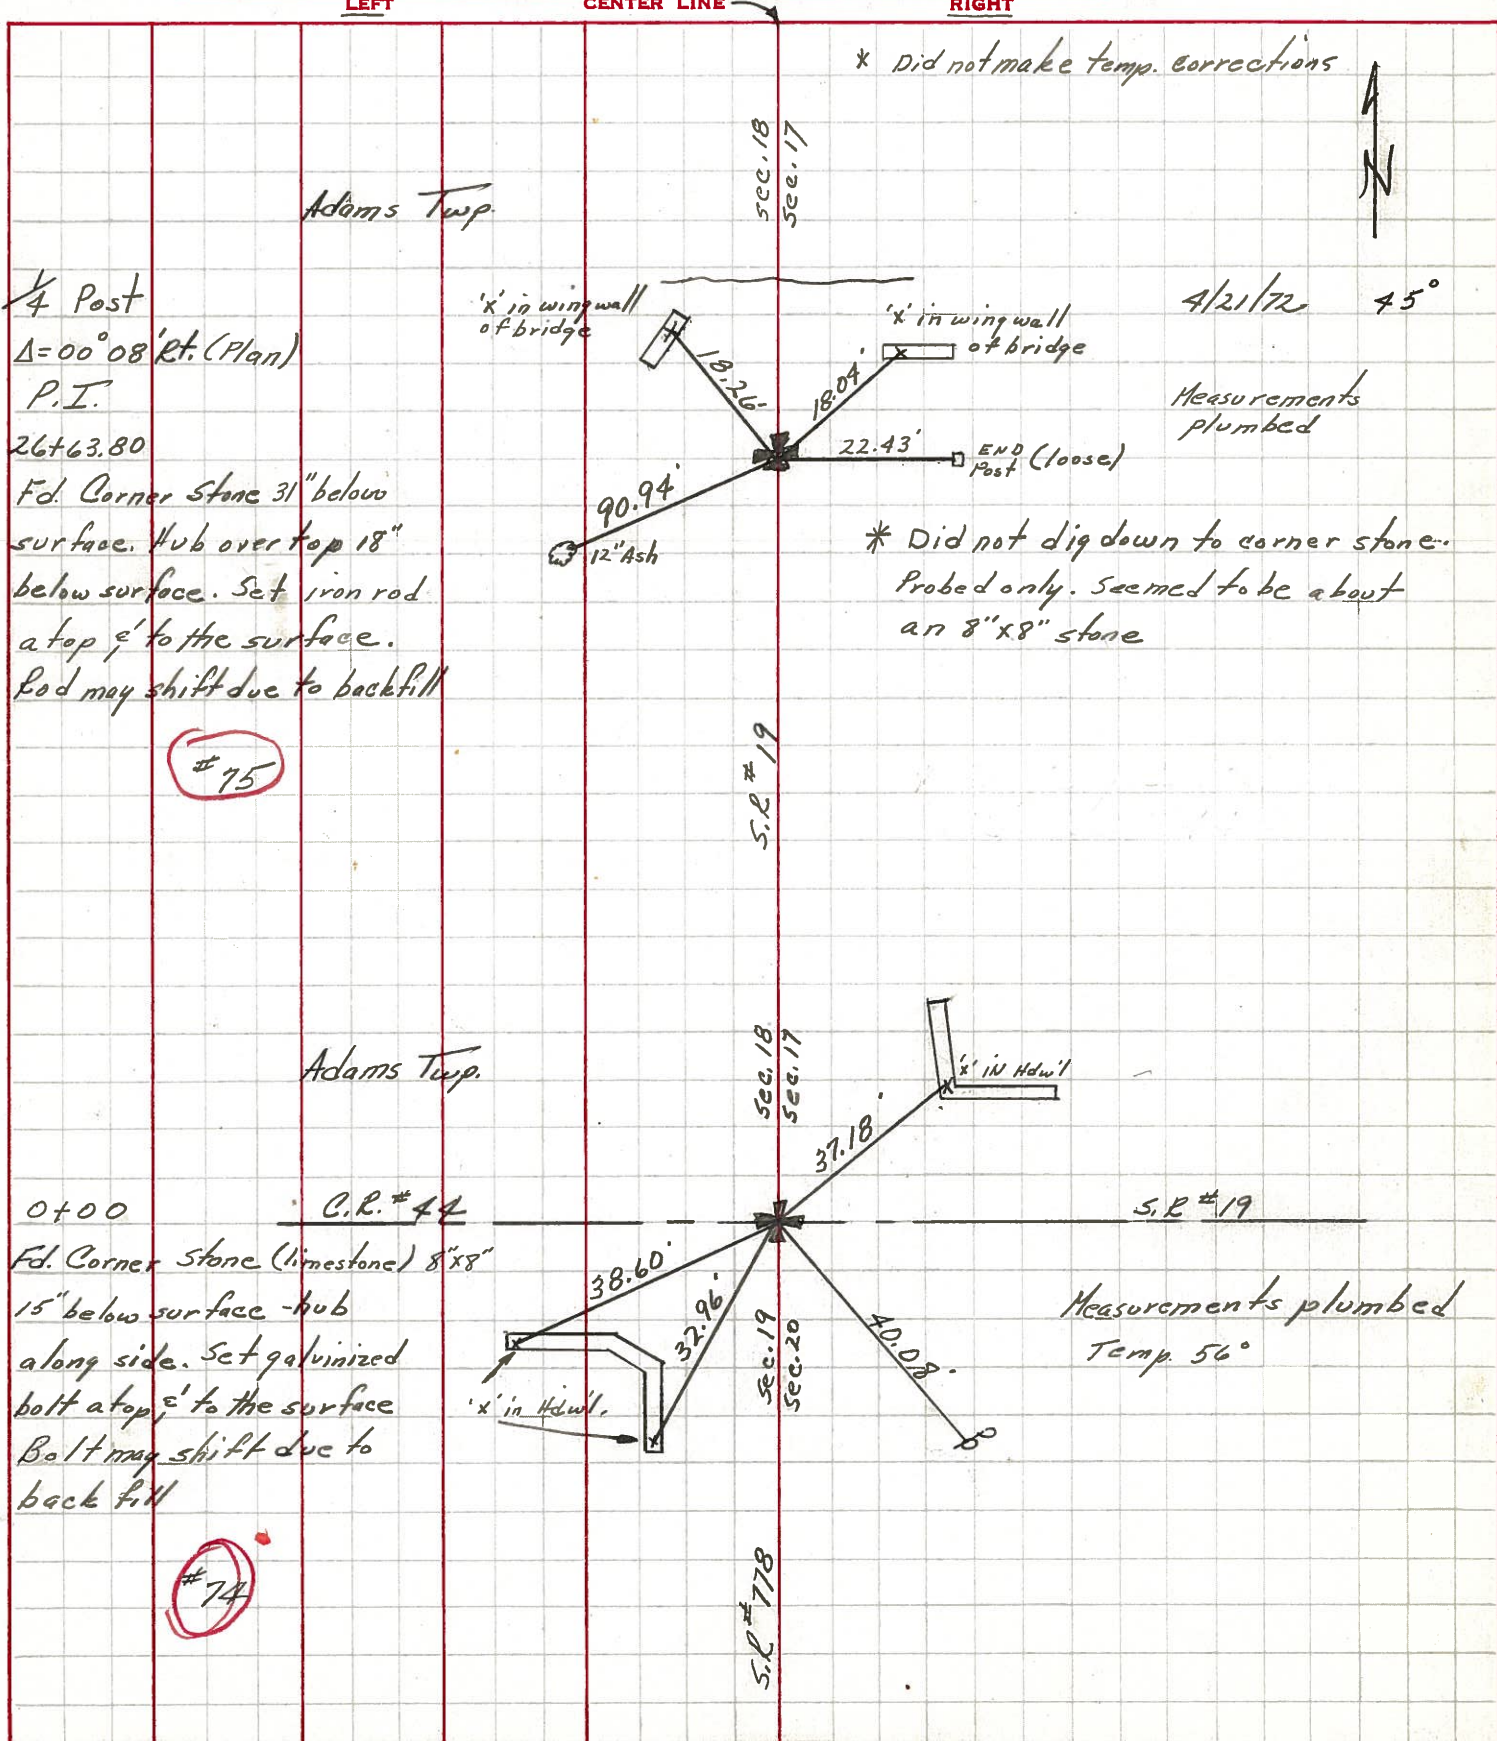 LEFT
CENTER LINE
RIGHT
* Did not make temp. corrections
Sec. 18
Sec. 17
N
Adams Twp.
1/4 Post
Δ=00°08' Rt. (Plan)
P.I.
26+63.80
Fd. Corner Stone 31" below
surface. Hub over top 18"
below surface. Set iron rod
atop &' to the surface.
Rod may shift due to backfill
#75
'x' in wingwall
of bridge
18.26'
'x' in wingwall
of bridge
18.04'
22.43'
END
Post (loose)
90.94'
12" Ash
4/21/72 45°
Measurements
plumbed
* Did not dig down to corner stone.
Probed only. Seemed to be about
an 8"x8" stone
S.R #19
Adams Twp.
Sec. 18
Sec. 17
'x' IN Hdw'l
37.18'
0+00
C.R. #44
S.R #19
Fd. Corner Stone (limestone) 8"x8"
15" below surface - hub
along side. Set galvinized
bolt atop &' to the surface
Bolt may shift due to
back fill
#74
38.60'
32.96'
'x' in Hdw'l.
Sec. 19
Sec. 20
40.08'
Measurements plumbed
Temp. 56°
S.R #778